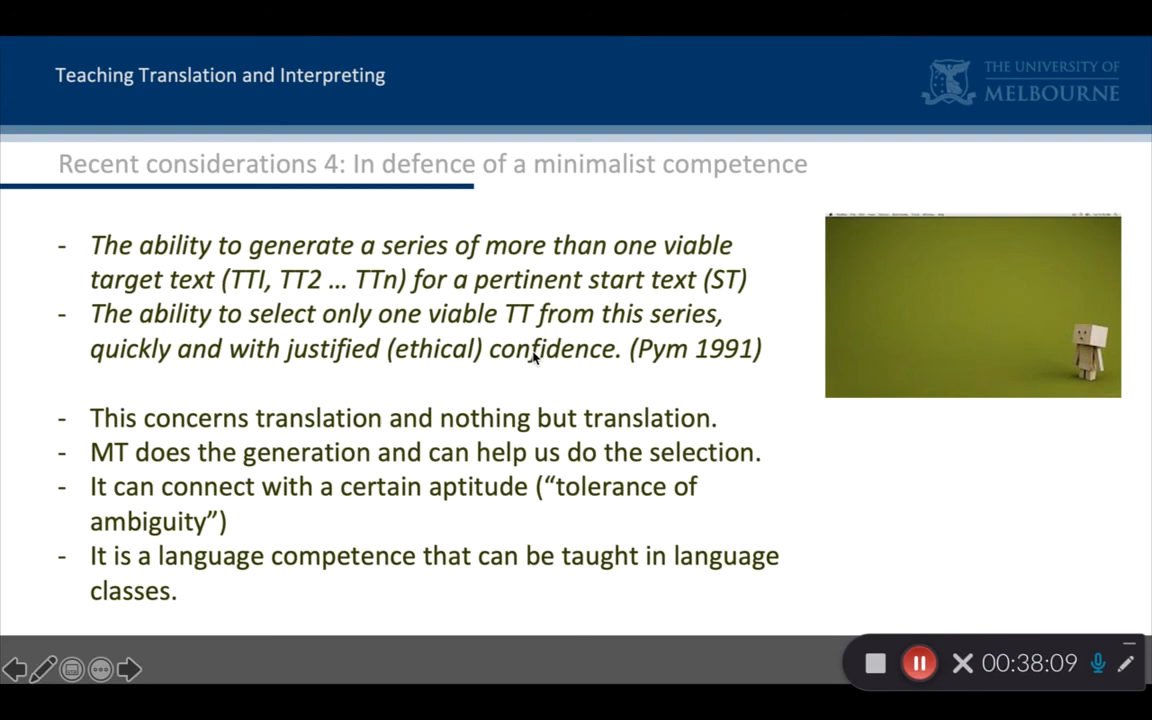 Teaching Translation and Interpreting
THE UNIVERSITY OF
MELBOURNE
Recent considerations 4: In defence of a minimalist competence
- The ability to generate a series of more than one viable
target text (TTI, TT2 ... TTn) for a pertinent start text (ST)
- The ability to select only one viable TT from this series,
quickly and with justified (ethical) confidence. (Pym 1991)
- This concerns translation and nothing but translation.
- MT does the generation and can help us do the selection.
- It can connect with a certain aptitude (“tolerance of
ambiguity”)
- It is a language competence that can be taught in language
classes.
00:38:09